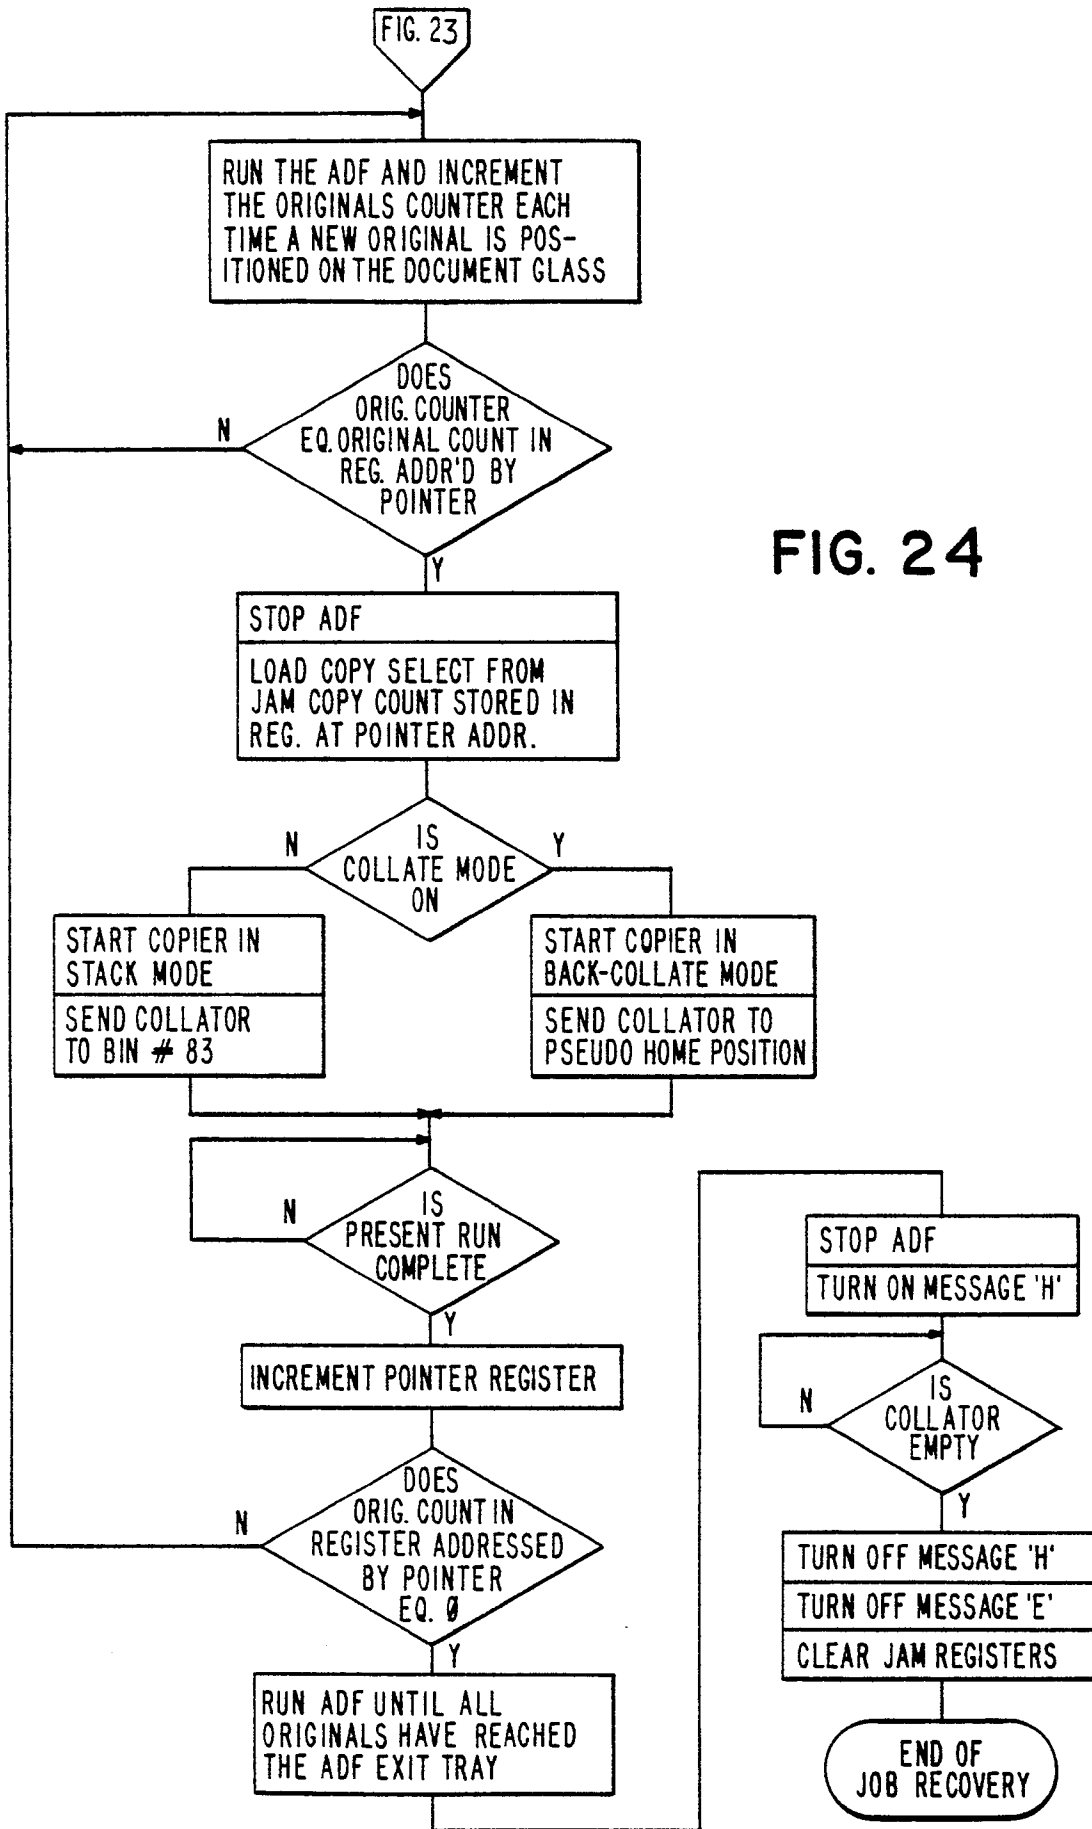 FIG. 23
RUN THE ADF AND INCREMENT
THE ORIGINALS COUNTER EACH
TIME A NEW ORIGINAL IS POS-
ITIONED ON THE DOCUMENT GLASS
DOES
ORIG. COUNTER
EQ. ORIGINAL COUNT IN
REG. ADDR'D BY
POINTER
N
Y
FIG. 24
STOP ADF
LOAD COPY SELECT FROM
JAM COPY COUNT STORED IN
REG. AT POINTER ADDR.
IS
COLLATE MODE
ON
N
Y
START COPIER IN
STACK MODE
SEND COLLATOR
TO BIN # 83
START COPIER IN
BACK-COLLATE MODE
SEND COLLATOR TO
PSEUDO HOME POSITION
IS
PRESENT RUN
COMPLETE
N
Y
INCREMENT POINTER REGISTER
DOES
ORIG. COUNT IN
REGISTER ADDRESSED
BY POINTER
EQ. Ø
N
Y
RUN ADF UNTIL ALL
ORIGINALS HAVE REACHED
THE ADF EXIT TRAY
STOP ADF
TURN ON MESSAGE 'H'
IS
COLLATOR
EMPTY
N
Y
TURN OFF MESSAGE 'H'
TURN OFF MESSAGE 'E'
CLEAR JAM REGISTERS
END OF
JOB RECOVERY